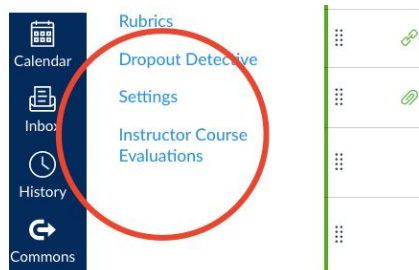 Calendar
Inbox
History
Commons
Rubrics
Dropout Detective
Settings
Instructor Course
Evaluations